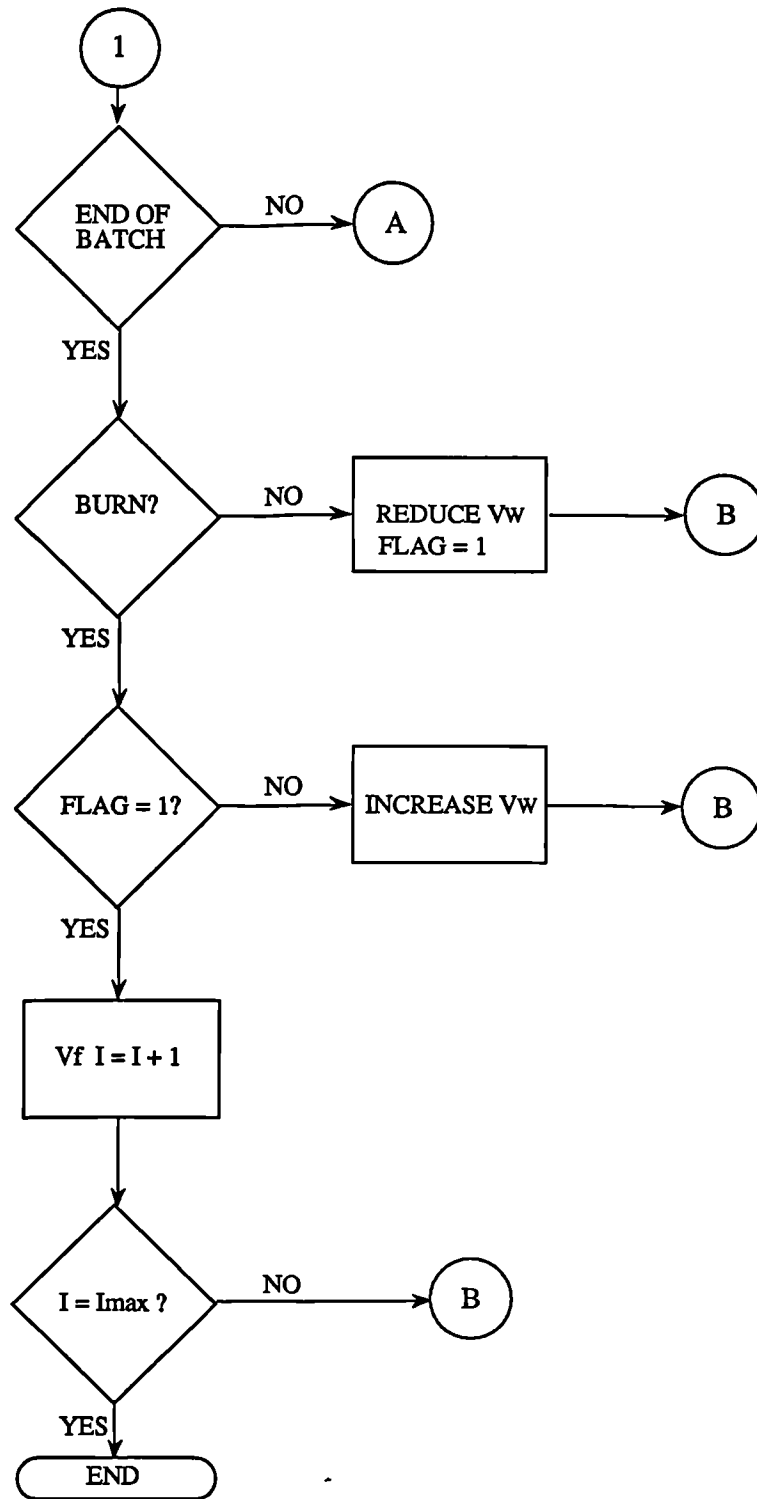 1
END OF
BATCH
NO
A
YES
BURN?
NO
REDUCE Vw
FLAG = 1
B
YES
FLAG = 1?
NO
INCREASE Vw
B
YES
Vf I = I + 1
I = Imax ?
NO
B
YES
END